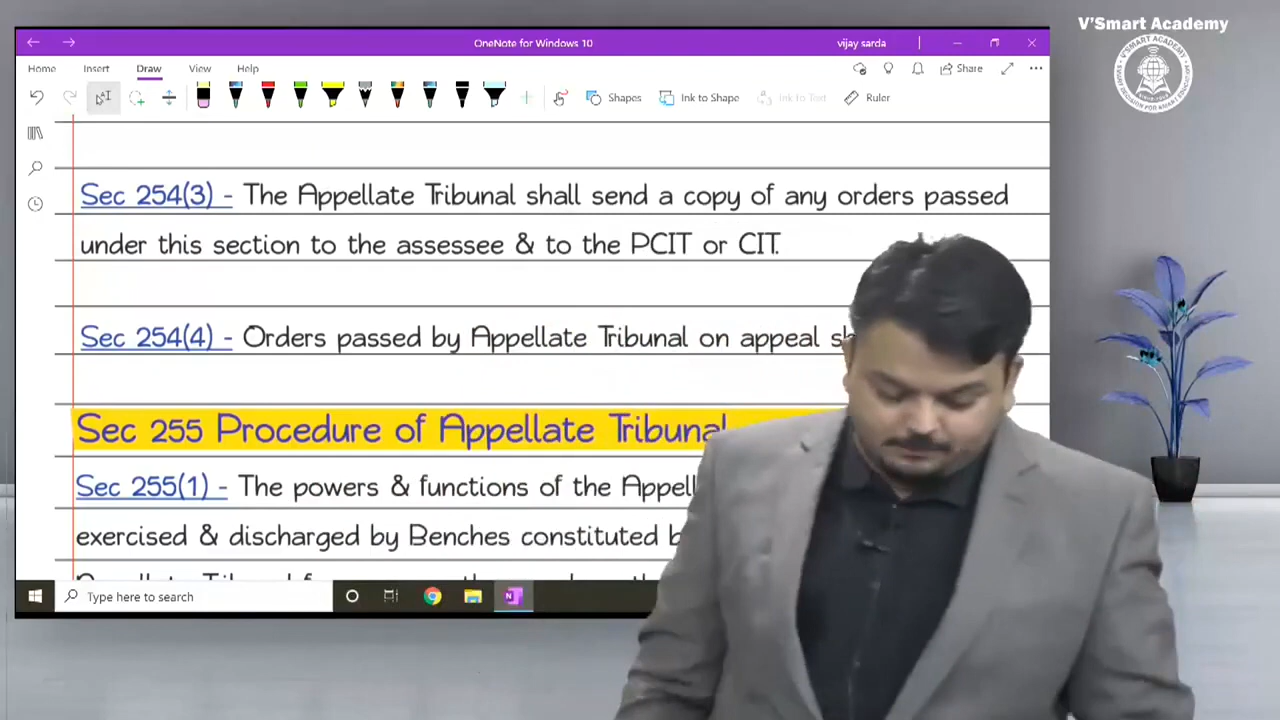 V'Smart Academy
OneNote for Windows 10
vijay sarda
Home Insert Draw View Help
Share
Shapes Ink to Shape Ink to Text Ruler
Sec 254(3) - The Appellate Tribunal shall send a copy of any orders passed
under this section to the assessee & to the PCIT or CIT.
Sec 254(4) - Orders passed by Appellate Tribunal on appeal
Sec 255 Procedure of Appellate Tribunal
Sec 255(1) - The powers & functions of the
exercised & discharged by Benches constituted
Type here to search